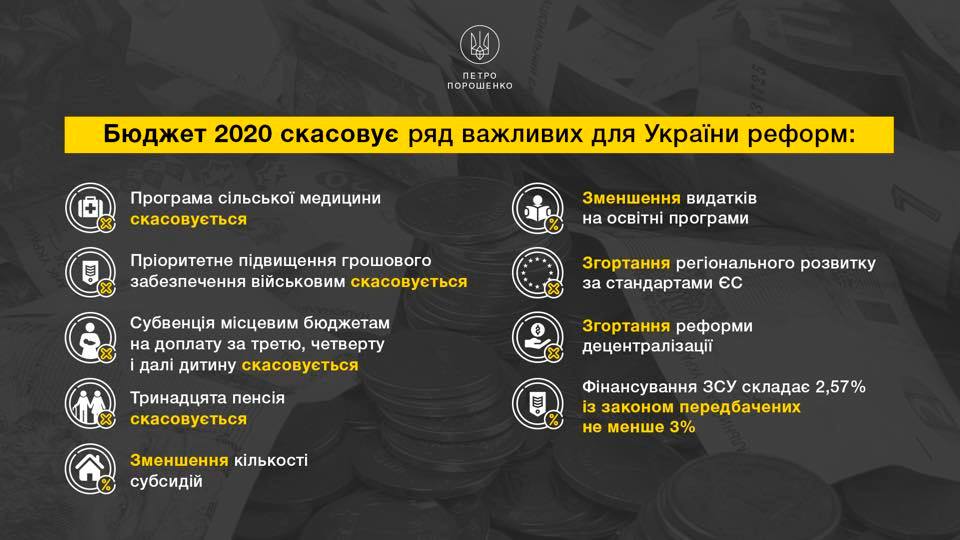 ПЕТРО
ПОРОШЕНКО
Бюджет 2020 скасовує ряд важливих для України реформ:
Програма сільської медицини
скасовується
Пріоритетне підвищення грошового
забезпечення військовим скасовується
Субвенція місцевим бюджетам
на доплату за третю, четверту
і далі дитину скасовується
Тринадцята пенсія
скасовується
Зменшення кількості
субсидій
Зменшення видатків
на освітні програми
Згортання регіонального розвитку
за стандартами ЄС
Згортання реформи
децентралізації
Фінансування ЗСУ складає 2,57%
із законом передбачених
не менше 3%